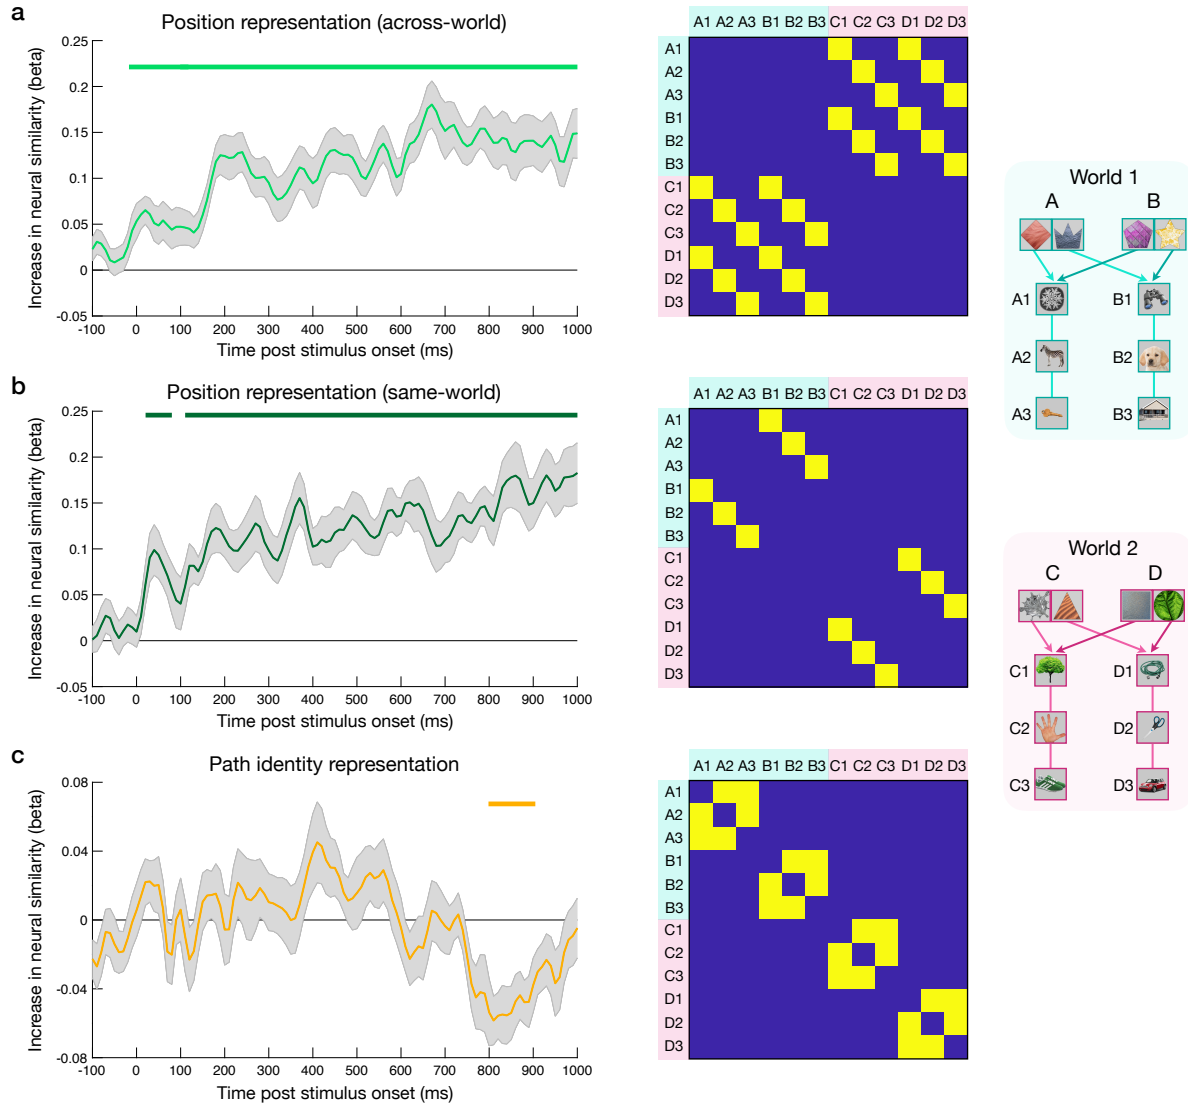 a
Position representation (across-world)
Increase in neural similarity (beta)
0.25
0.2
0.15
0.1
0.05
0
-0.05
-100 0 100 200 300 400 500 600 700 800 900 1000
Time post stimulus onset (ms)
A1 A2 A3 B1 B2 B3 C1 C2 C3 D1 D2 D3
A1
A2
A3
B1
B2
B3
C1
C2
C3
D1
D2
D3
b
Position representation (same-world)
Increase in neural similarity (beta)
0.25
0.2
0.15
0.1
0.05
0
-0.05
-100 0 100 200 300 400 500 600 700 800 900 1000
Time post stimulus onset (ms)
A1 A2 A3 B1 B2 B3 C1 C2 C3 D1 D2 D3
A1
A2
A3
B1
B2
B3
C1
C2
C3
D1
D2
D3
c
Path identity representation
Increase in neural similarity (beta)
0.08
0.04
0
-0.04
-0.08
-100 0 100 200 300 400 500 600 700 800 900 1000
Time post stimulus onset (ms)
A1 A2 A3 B1 B2 B3 C1 C2 C3 D1 D2 D3
A1
A2
A3
B1
B2
B3
C1
C2
C3
D1
D2
D3
World 1
A B
A1 B1
A2 B2
A3 B3
World 2
C D
C1 D1
C2 D2
C3 D3